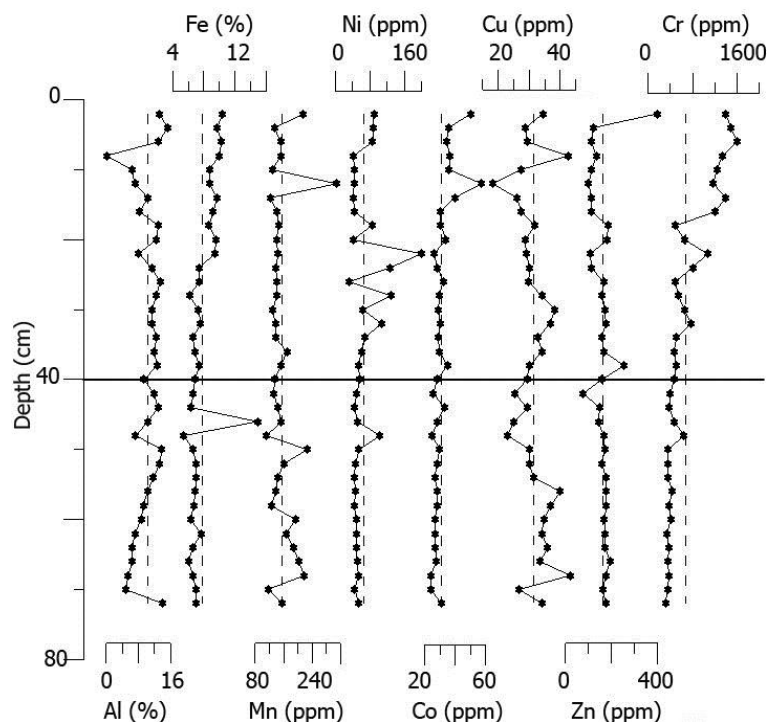 Fe (%) Ni (ppm) Cu (ppm) Cr (ppm)
4 12 0 160 20 40 0 1600
0
Depth (cm)
40
80
0 16 80 240 20 60 0 400
Al (%) Mn (ppm) Co (ppm) Zn (ppm)